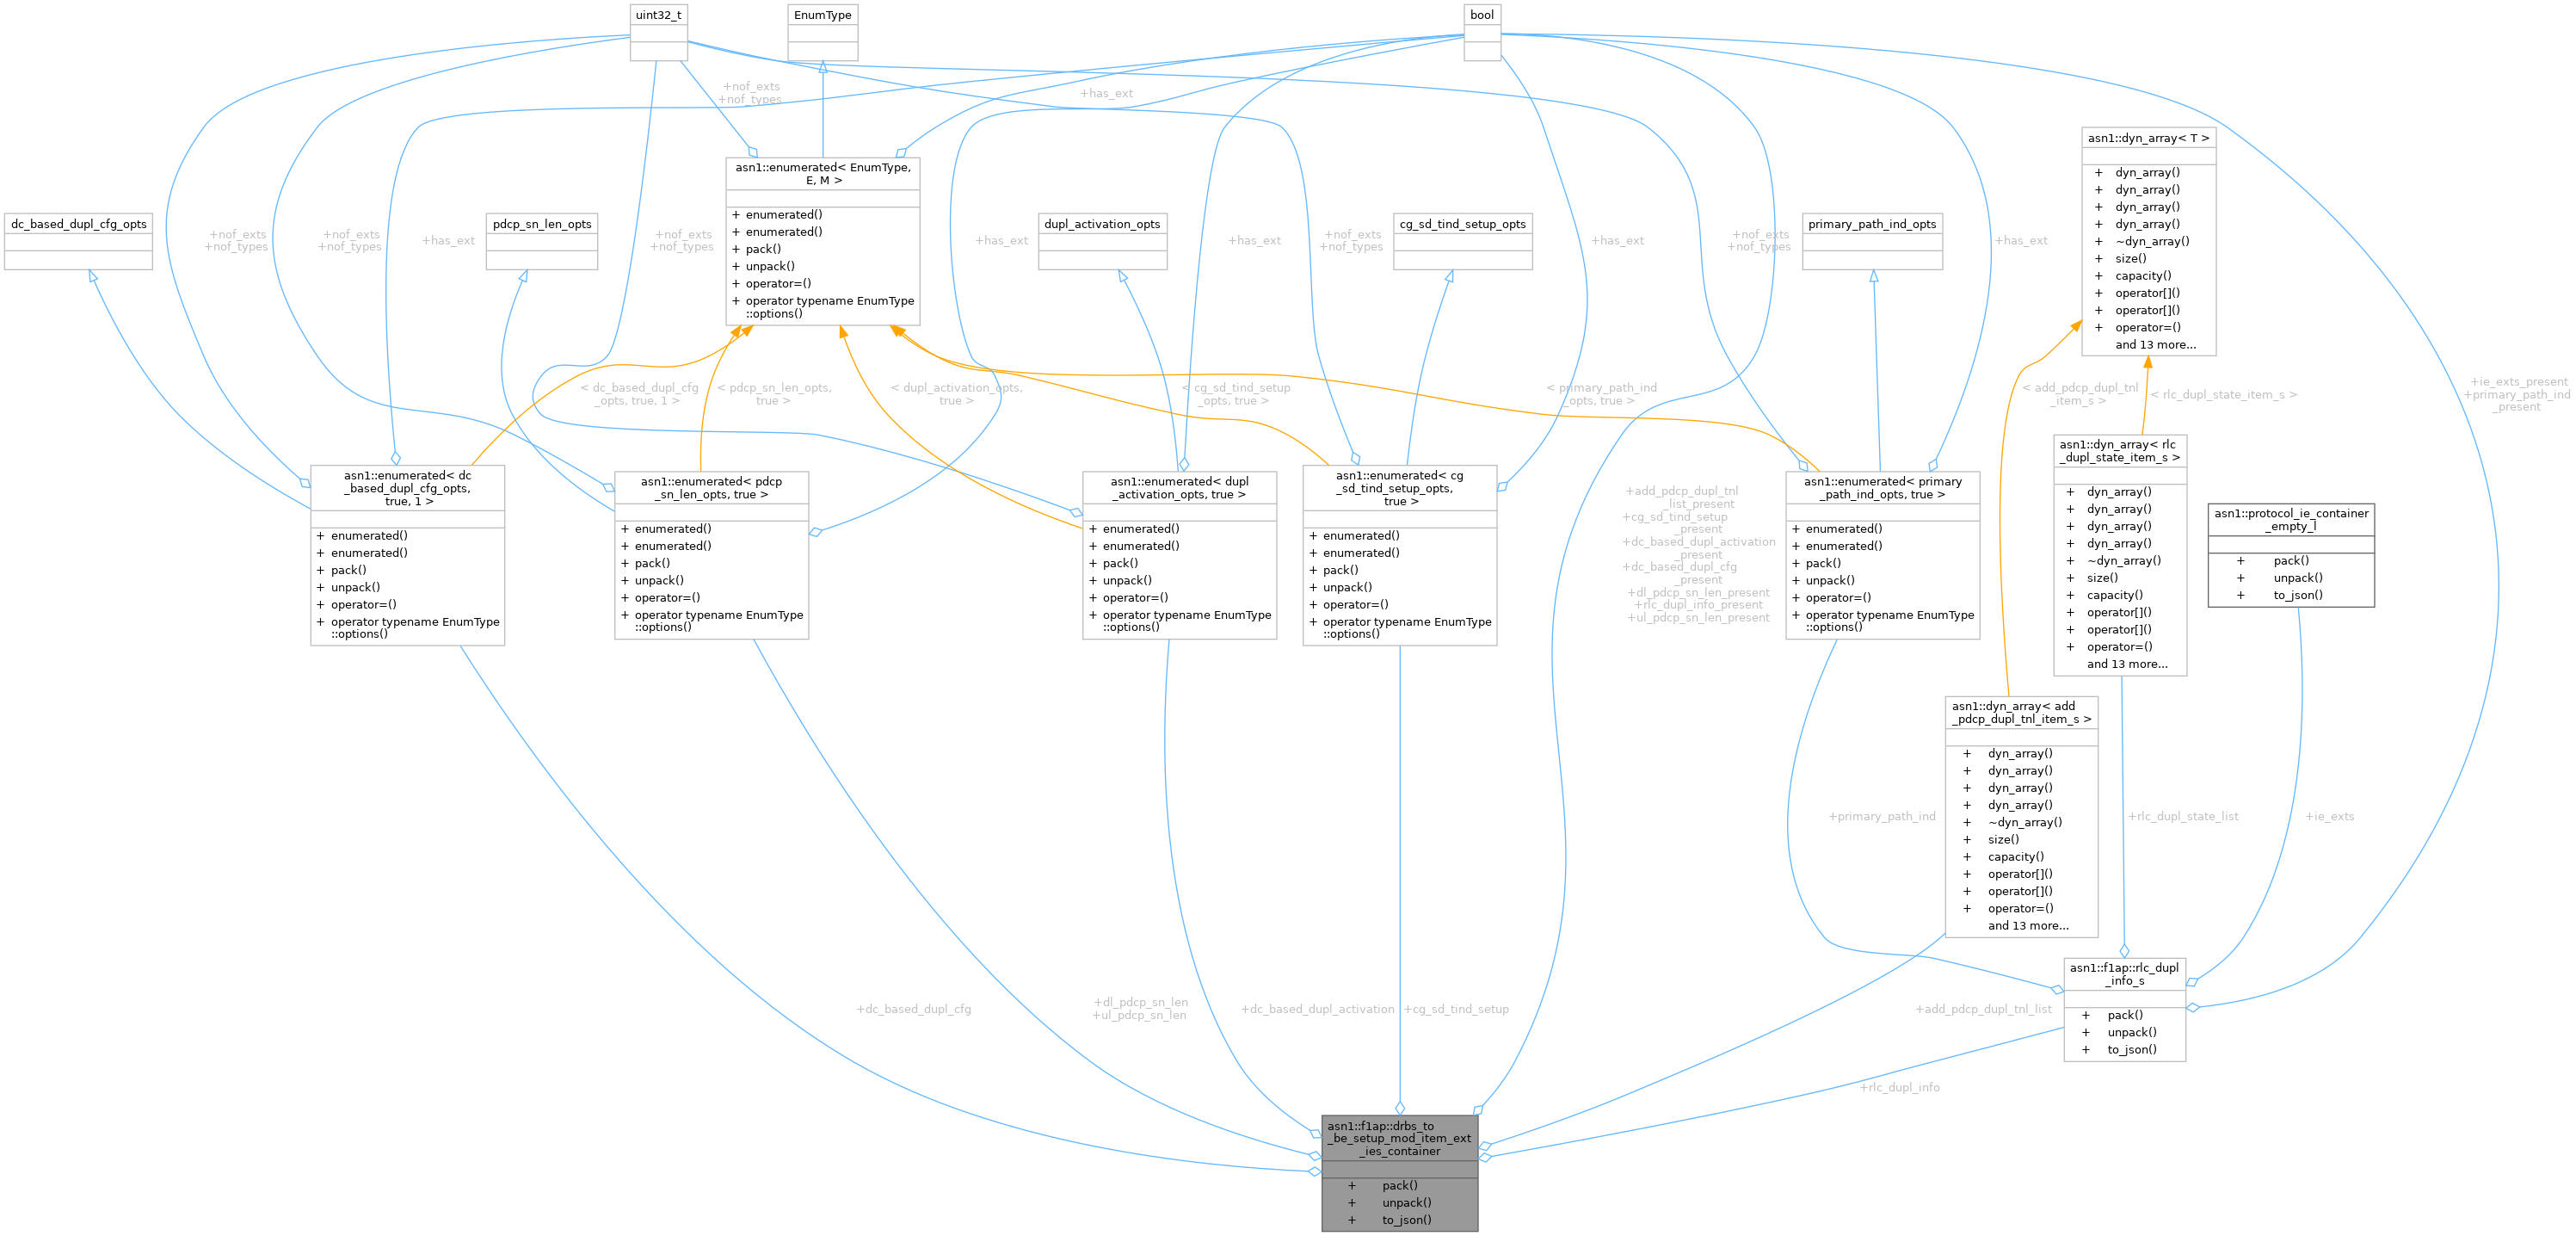 uint32_t
EnumType
bool
+nof_exts
+nof_types
+has_ext
asn1::dyn_array< T >
+ dyn_array()
+ dyn_array()
+ dyn_array()
+ dyn_array()
+ ~dyn_array()
+ size()
+ capacity()
+ operator[]()
+ operator[]()
+ operator=()
and 13 more...
asn1::enumerated< EnumType,
E, M >
+ enumerated()
+ enumerated()
+ pack()
+ unpack()
+ operator=()
+ operator typename EnumType
::options()
dc_based_dupl_cfg_opts
+nof_exts
+nof_types
+nof_exts
+nof_types
+has_ext
pdcp_sn_len_opts
+nof_exts
+nof_types
+has_ext
dupl_activation_opts
+has_ext
+nof_exts
+nof_types
cg_sd_tind_setup_opts
+has_ext
+nof_exts
+nof_types
primary_path_ind_opts
+has_ext
< dc_based_dupl_cfg
_opts, true, 1 >
< pdcp_sn_len_opts,
true >
< dupl_activation_opts,
true >
< cg_sd_tind_setup
_opts, true >
< primary_path_ind
_opts, true >
< add_pdcp_dupl_tnl
_item_s >
< rlc_dupl_state_item_s >
+ie_exts_present
+primary_path_ind
_present
asn1::enumerated< dc
_based_dupl_cfg_opts,
true, 1 >
+ enumerated()
+ enumerated()
+ pack()
+ unpack()
+ operator=()
+ operator typename EnumType
::options()
asn1::enumerated< pdcp
_sn_len_opts, true >
+ enumerated()
+ enumerated()
+ pack()
+ unpack()
+ operator=()
+ operator typename EnumType
::options()
asn1::enumerated< dupl
_activation_opts, true >
+ enumerated()
+ enumerated()
+ pack()
+ unpack()
+ operator=()
+ operator typename EnumType
::options()
asn1::enumerated< cg
_sd_tind_setup_opts,
true >
+ enumerated()
+ enumerated()
+ pack()
+ unpack()
+ operator=()
+ operator typename EnumType
::options()
+add_pdcp_dupl_tnl
_list_present
+cg_sd_tind_setup
_present
+dc_based_dupl_activation
_present
+dc_based_dupl_cfg
_present
+dl_pdcp_sn_len_present
+rlc_dupl_info_present
+ul_pdcp_sn_len_present
asn1::enumerated< primary
_path_ind_opts, true >
+ enumerated()
+ enumerated()
+ pack()
+ unpack()
+ operator=()
+ operator typename EnumType
::options()
asn1::dyn_array< rlc
_dupl_state_item_s >
+ dyn_array()
+ dyn_array()
+ dyn_array()
+ dyn_array()
+ ~dyn_array()
+ size()
+ capacity()
+ operator[]()
+ operator[]()
+ operator=()
and 13 more...
asn1::protocol_ie_container
_empty_l
+ pack()
+ unpack()
+ to_json()
asn1::dyn_array< add
_pdcp_dupl_tnl_item_s >
+ dyn_array()
+ dyn_array()
+ dyn_array()
+ dyn_array()
+ ~dyn_array()
+ size()
+ capacity()
+ operator[]()
+ operator[]()
+ operator=()
and 13 more...
+primary_path_ind
+rlc_dupl_state_list
+ie_exts
asn1::f1ap::rlc_dupl
_info_s
+ pack()
+ unpack()
+ to_json()
+dc_based_dupl_cfg
+dl_pdcp_sn_len
+ul_pdcp_sn_len
+dc_based_dupl_activation
+cg_sd_tind_setup
+add_pdcp_dupl_tnl_list
+rlc_dupl_info
asn1::f1ap::drbs_to
_be_setup_mod_item_ext
_ies_container
+ pack()
+ unpack()
+ to_json()